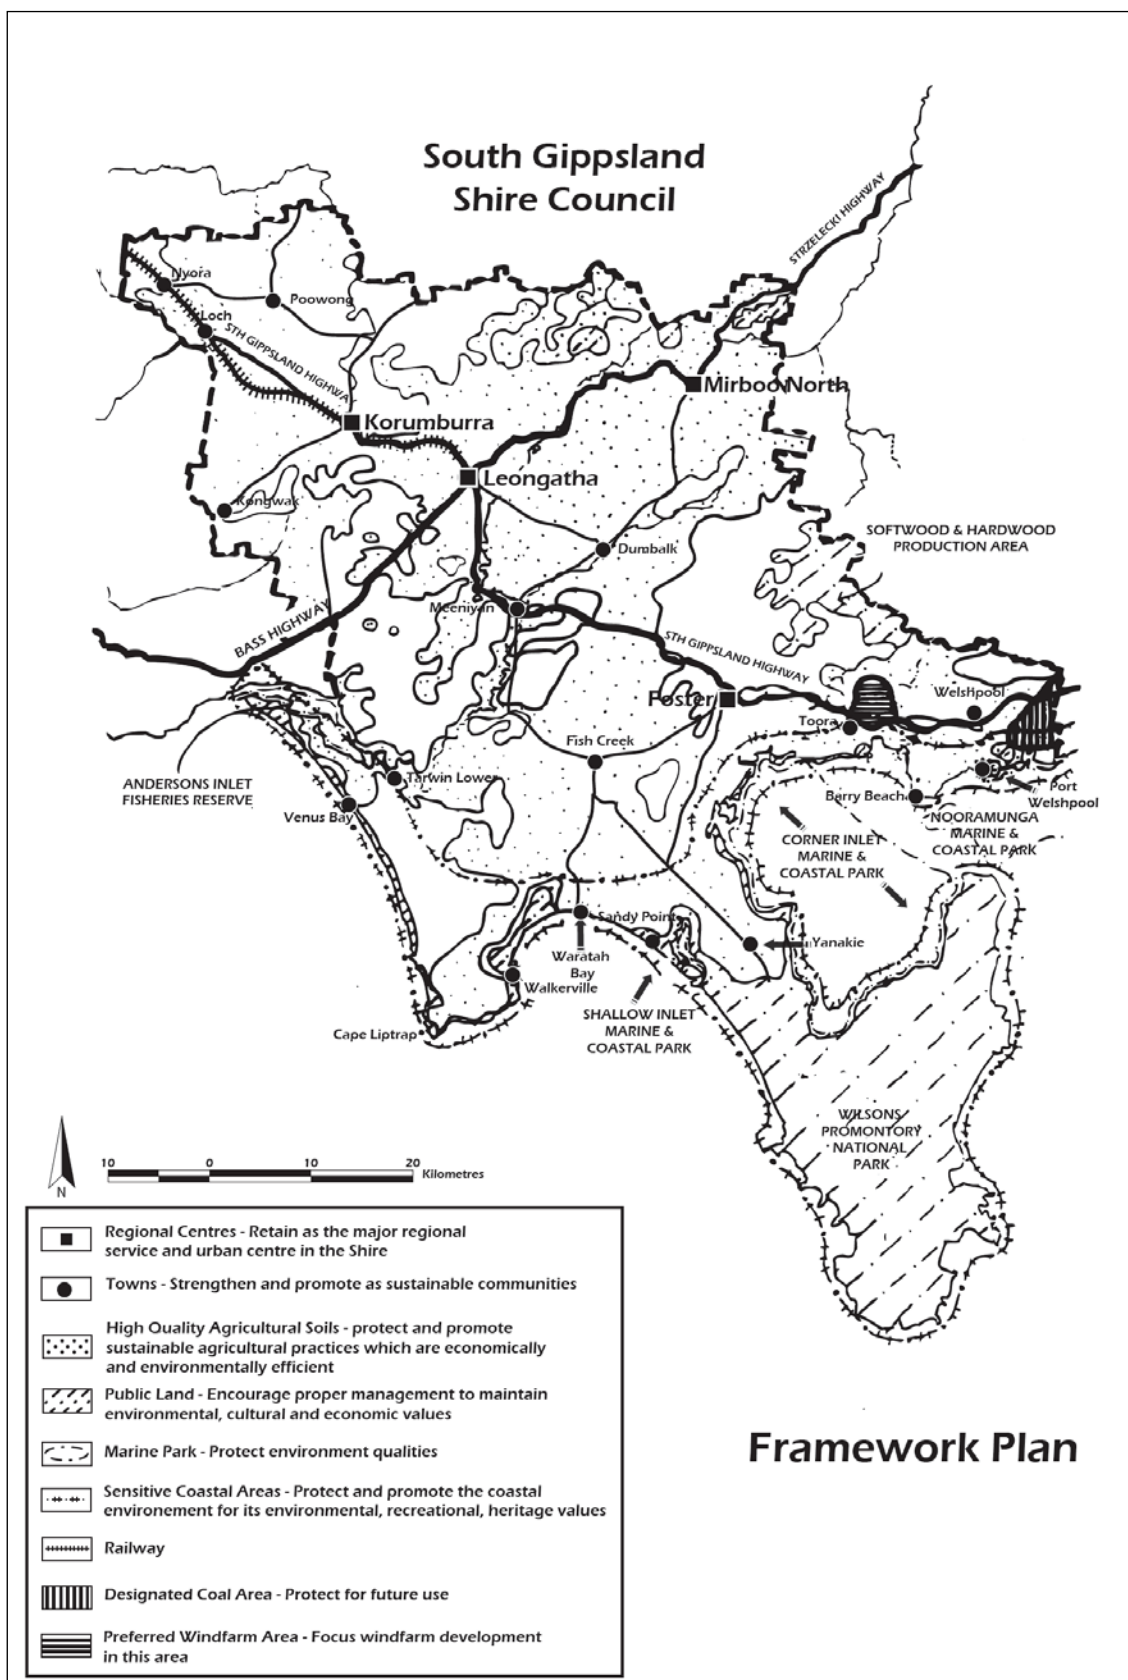 South Gippsland
Shire Council
STRZELECKI HIGHWAY
Nyora
Poowong
Loch
STH GIPPSLAND HIGHWA
Mirboo North
Korumburra
Leongatha
Kongwak
SOFTWOOD & HARDWOOD
PRODUCTION AREA
Dumbalk
Meeniyan
BASS HIGHWAY
STH GIPPSLAND HIGHWAY
Foster
Welshpool
Toora
Fish Creek
ANDERSONS INLET
FISHERIES RESERVE
Tarwin Lower
Venus Bay
Barry Beach
Port
Welshpool
NOORAMUNGA
MARINE &
COASTAL PARK
CORNER INLET
MARINE &
COASTAL PARK
Sandy Point
Waratah
Bay
Yanakie
Walkerville
SHALLOW INLET
MARINE &
COASTAL PARK
Cape Liptrap
WILSONS
PROMONTORY
NATIONAL
PARK
N
10 0 10 20
Kilometres
Regional Centres - Retain as the major regional
service and urban centre in the Shire
Towns - Strengthen and promote as sustainable communities
High Quality Agricultural Soils - protect and promote
sustainable agricultural practices which are economically
and environmentally efficient
Public Land - Encourage proper management to maintain
environmental, cultural and economic values
Marine Park - Protect environment qualities
Sensitive Coastal Areas - Protect and promote the coastal
environement for its environmental, recreational, heritage values
Railway
Designated Coal Area - Protect for future use
Preferred Windfarm Area - Focus windfarm development
in this area
Framework Plan